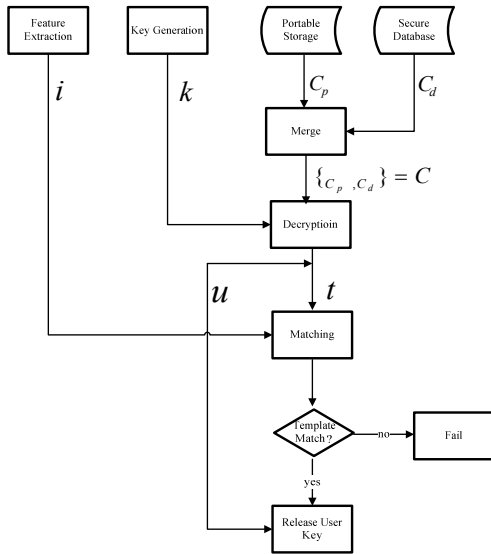 Feature
Extraction
Key Generation
Portable
Storage
Secure
Database
i
k
C_p
C_d
Merge
{C_p ,C_d} = C
Decryptioin
u
t
Matching
Template
Match?
no
Fail
yes
Release User
Key